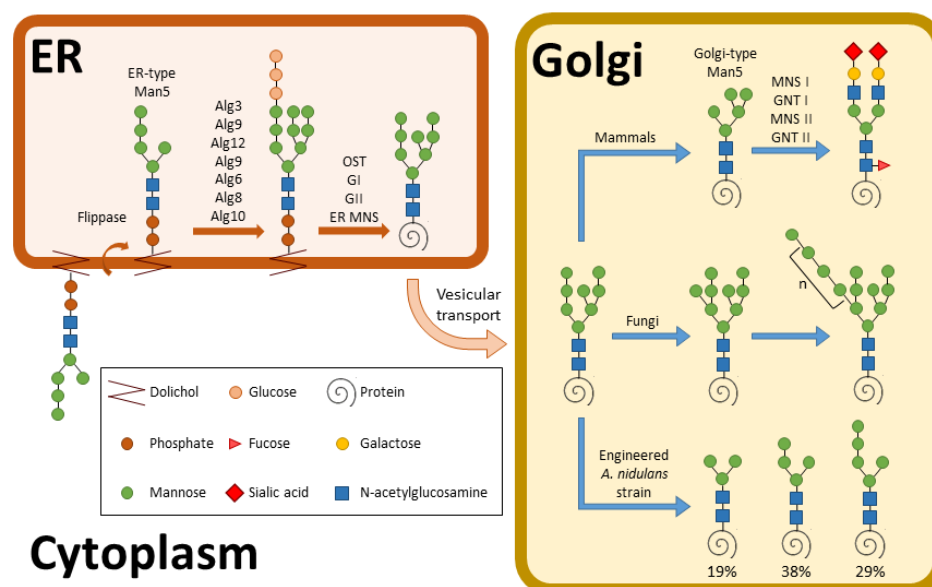 ER
ER-type
Man5
Alg3
Alg9
Alg12
Alg9
Alg6
Alg8
Alg10
OST
GI
GII
ER MNS
Flippase
Vesicular
transport
Dolichol
Glucose
Protein
Phosphate
Fucose
Galactose
Mannose
Sialic acid
N-acetylglucosamine
Cytoplasm
Golgi
Golgi-type
Man5
MNS I
GNT I
MNS II
GNT II
Mammals
n
Fungi
Engineered
A. nidulans
strain
19%
38%
29%